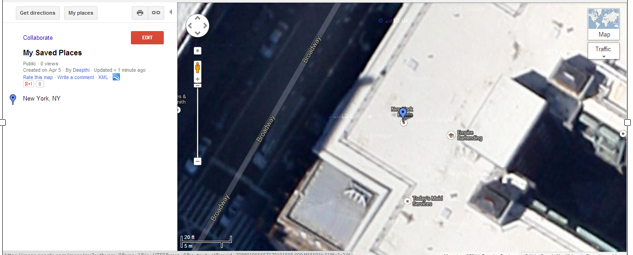 Get directions My places
Collaborate EDIT
My Saved Places
Public · 0 views
Created on Apr 5 · By · Updated < 1 minute ago
Rate this map · Write a comment · KML
+1 0
New York, NY
Broadway
Broadway
Broadway
New York
Empire
Bartending
Today's Maid
Services
Map
Traffic
20 ft
5 m